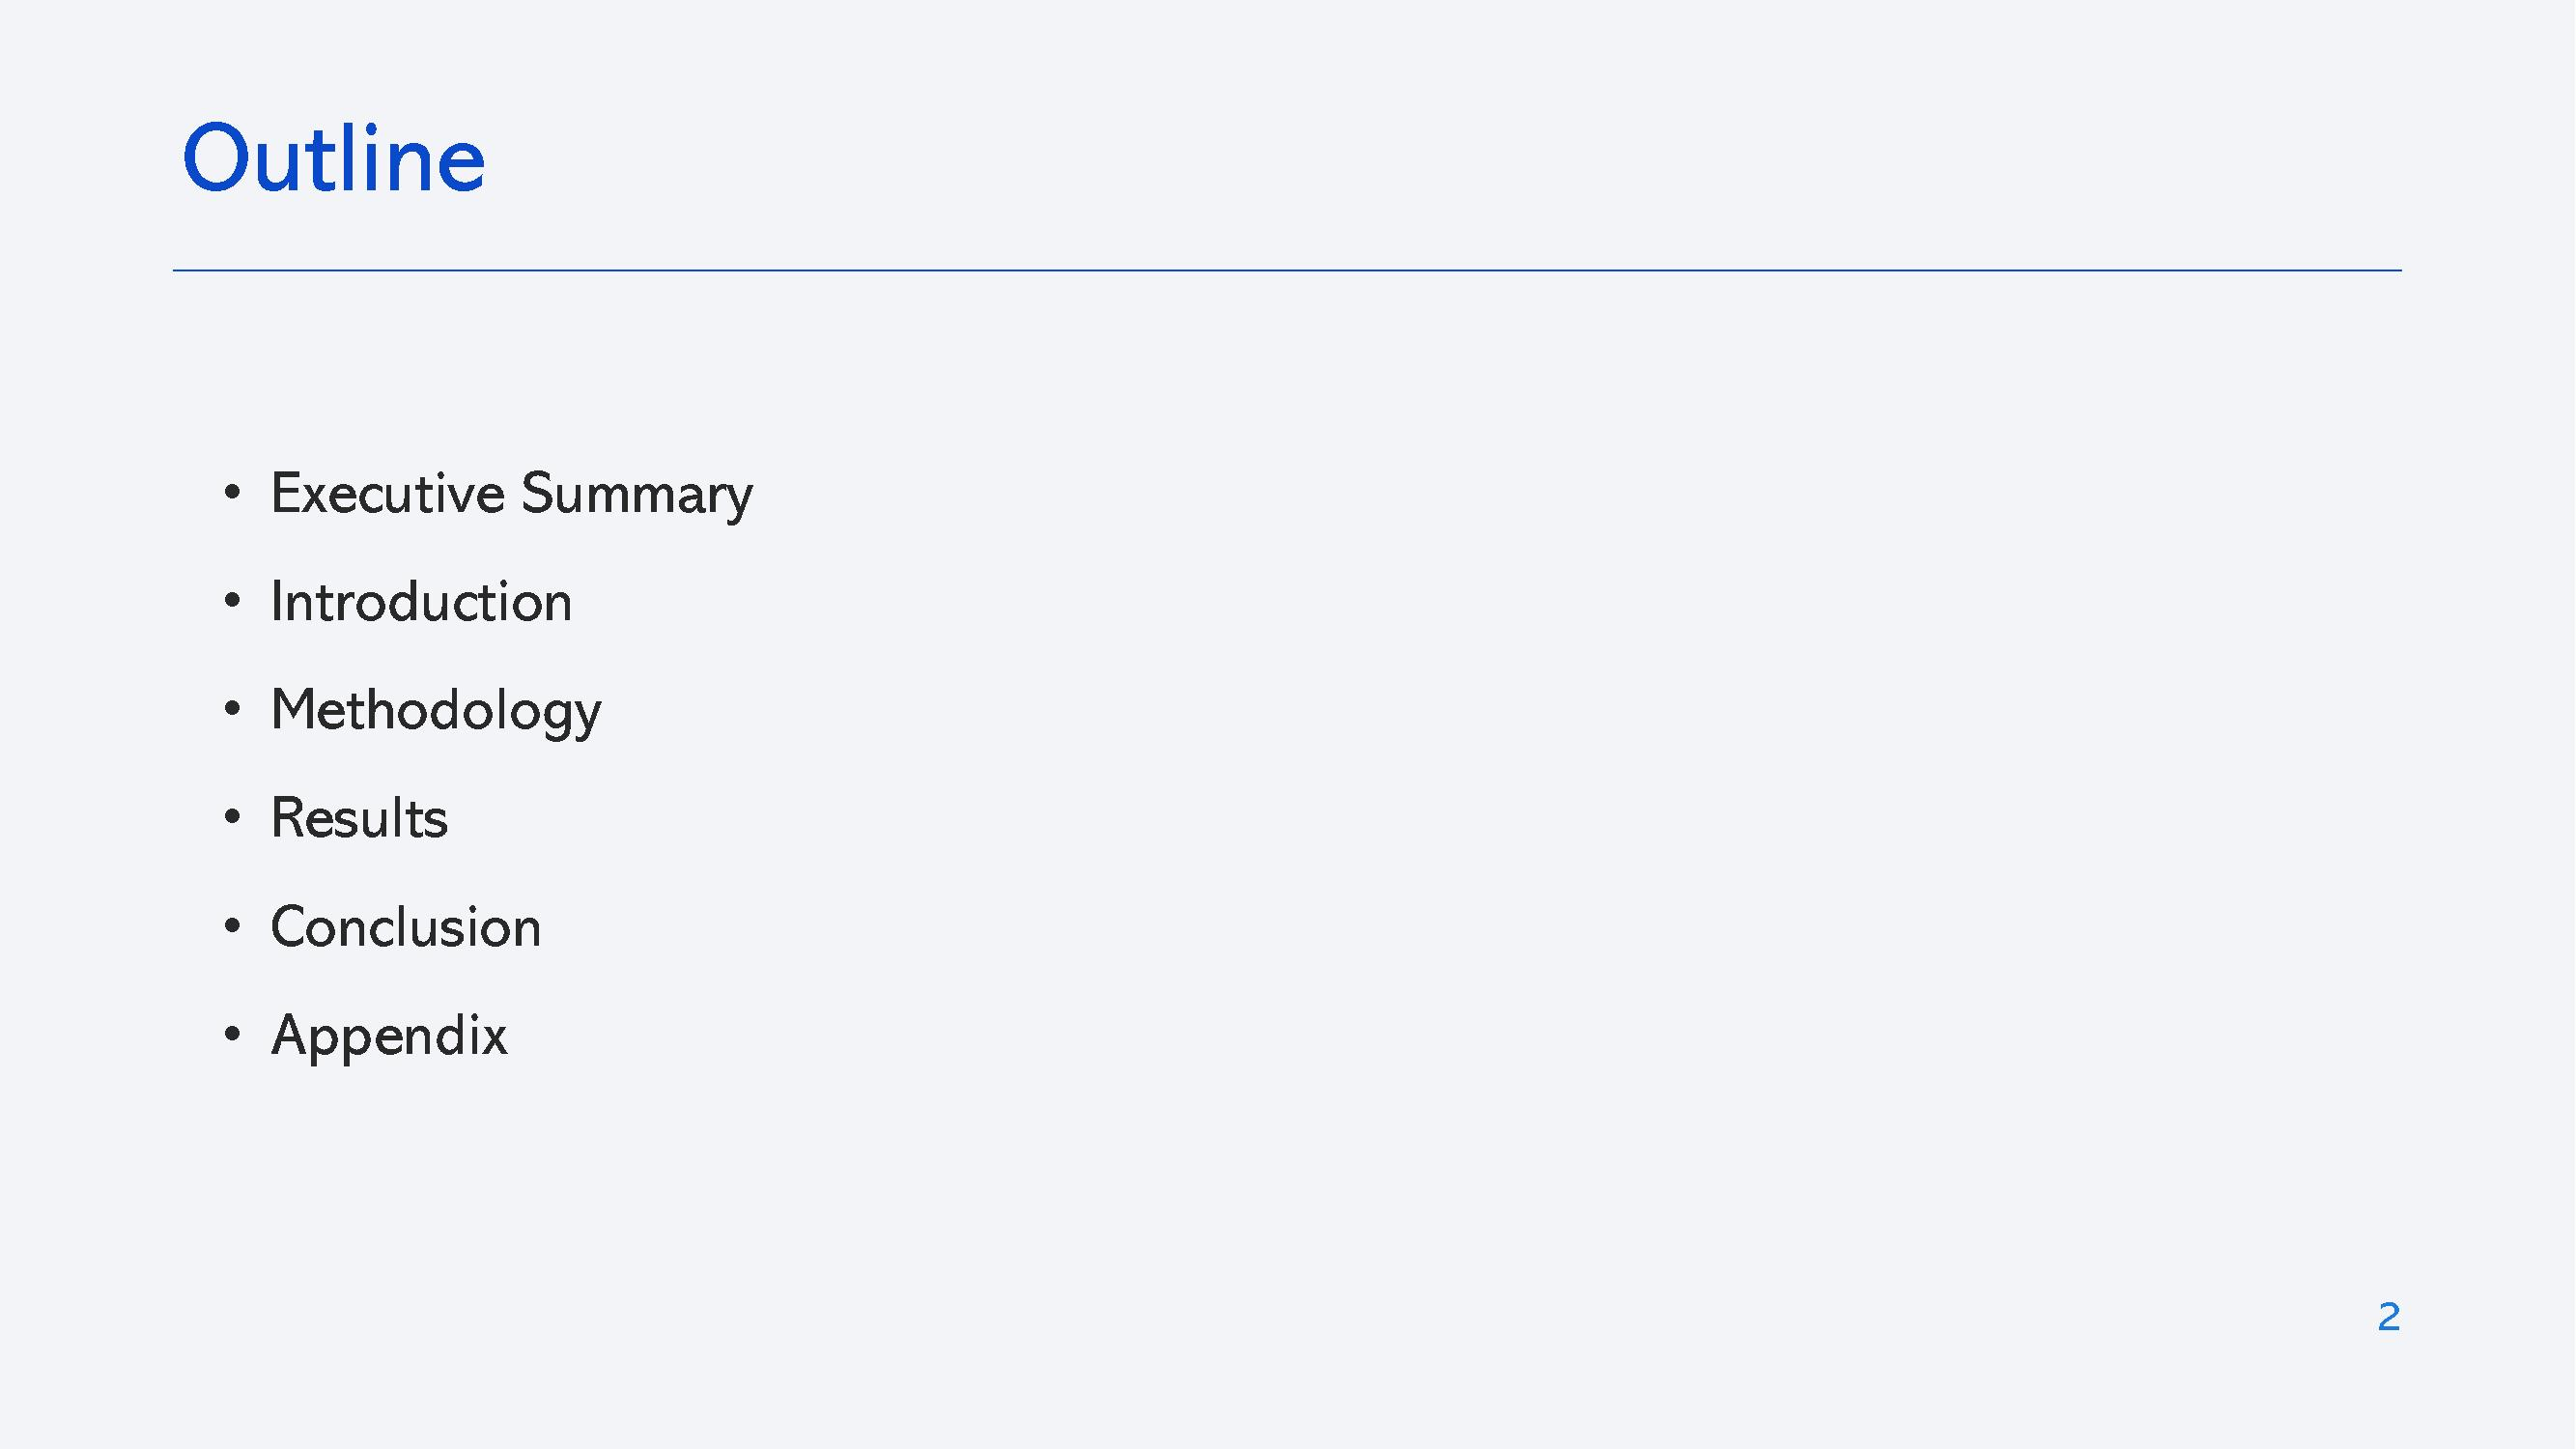 Outline
• Executive Summary
• Introduction
• Methodology
• Results
• Conclusion
• Appendix
2